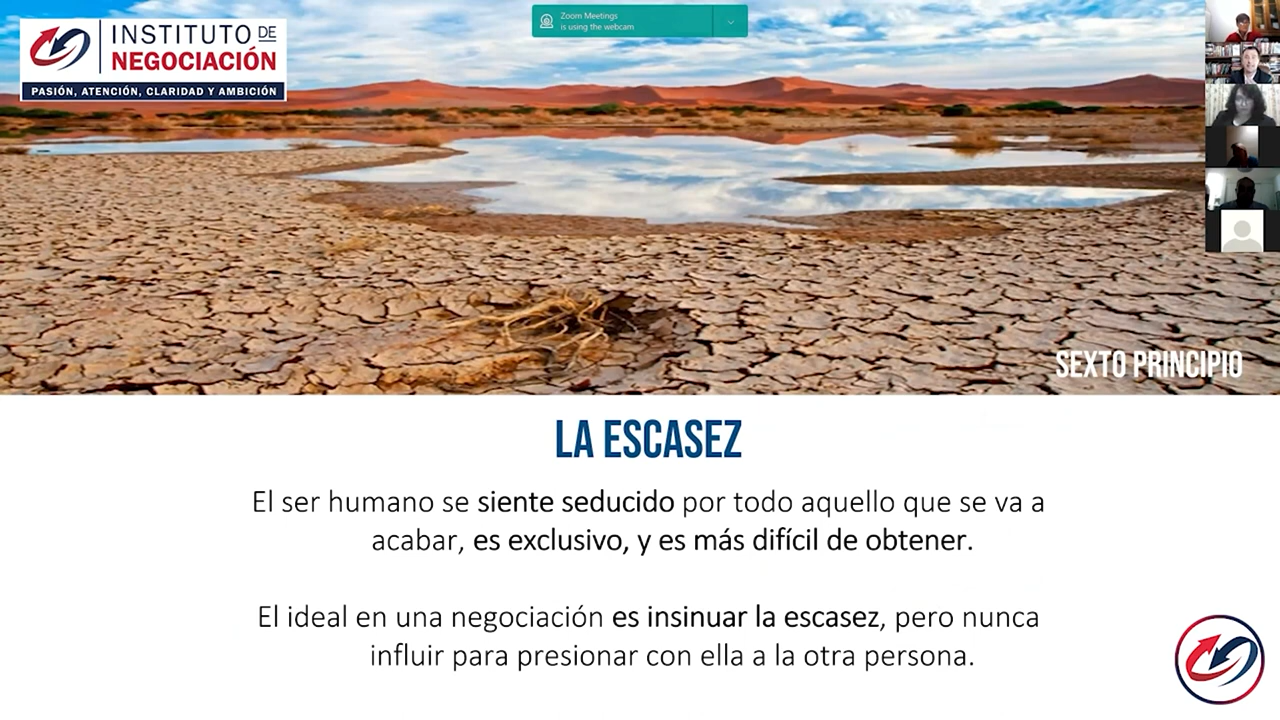 INSTITUTO DE
NEGOCIACIÓN
PASIÓN, ATENCIÓN, CLARIDAD Y AMBICIÓN
Zoom Meetings
is using the webcam
SEXTO PRINCIPIO
LA ESCASEZ
El ser humano se siente seducido por todo aquello que se va a
acabar, es exclusivo, y es más difícil de obtener.
El ideal en una negociación es insinuar la escasez, pero nunca
influir para presionar con ella a la otra persona.